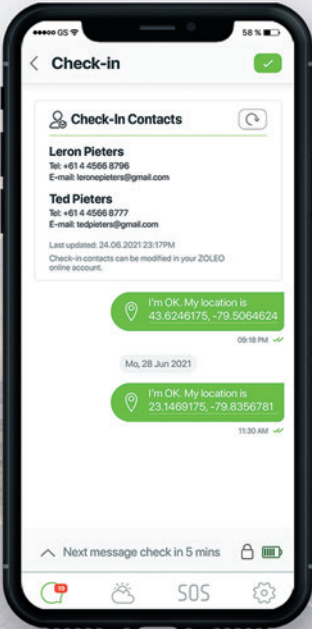 GS 58 %
Check-in
Check-In Contacts
Leron Pieters
Tel: +61 4 4566 8796
E-mail: leronepieters@gmail.com
Ted Pieters
Tel: +61 4 4566 8777
E-mail: tedpieters@gmail.com
Last updated: 24.06.2021 23:17PM
Check-in contacts can be modified in your ZOLEO
online account.
I'm OK. My location is
43.6246175, -79.5064624
09:18 PM
Mo, 28 Jun 2021
I'm OK. My location is
23.1469175, -79.8356781
11:30 AM
Next message check in 5 mins
19
SOS